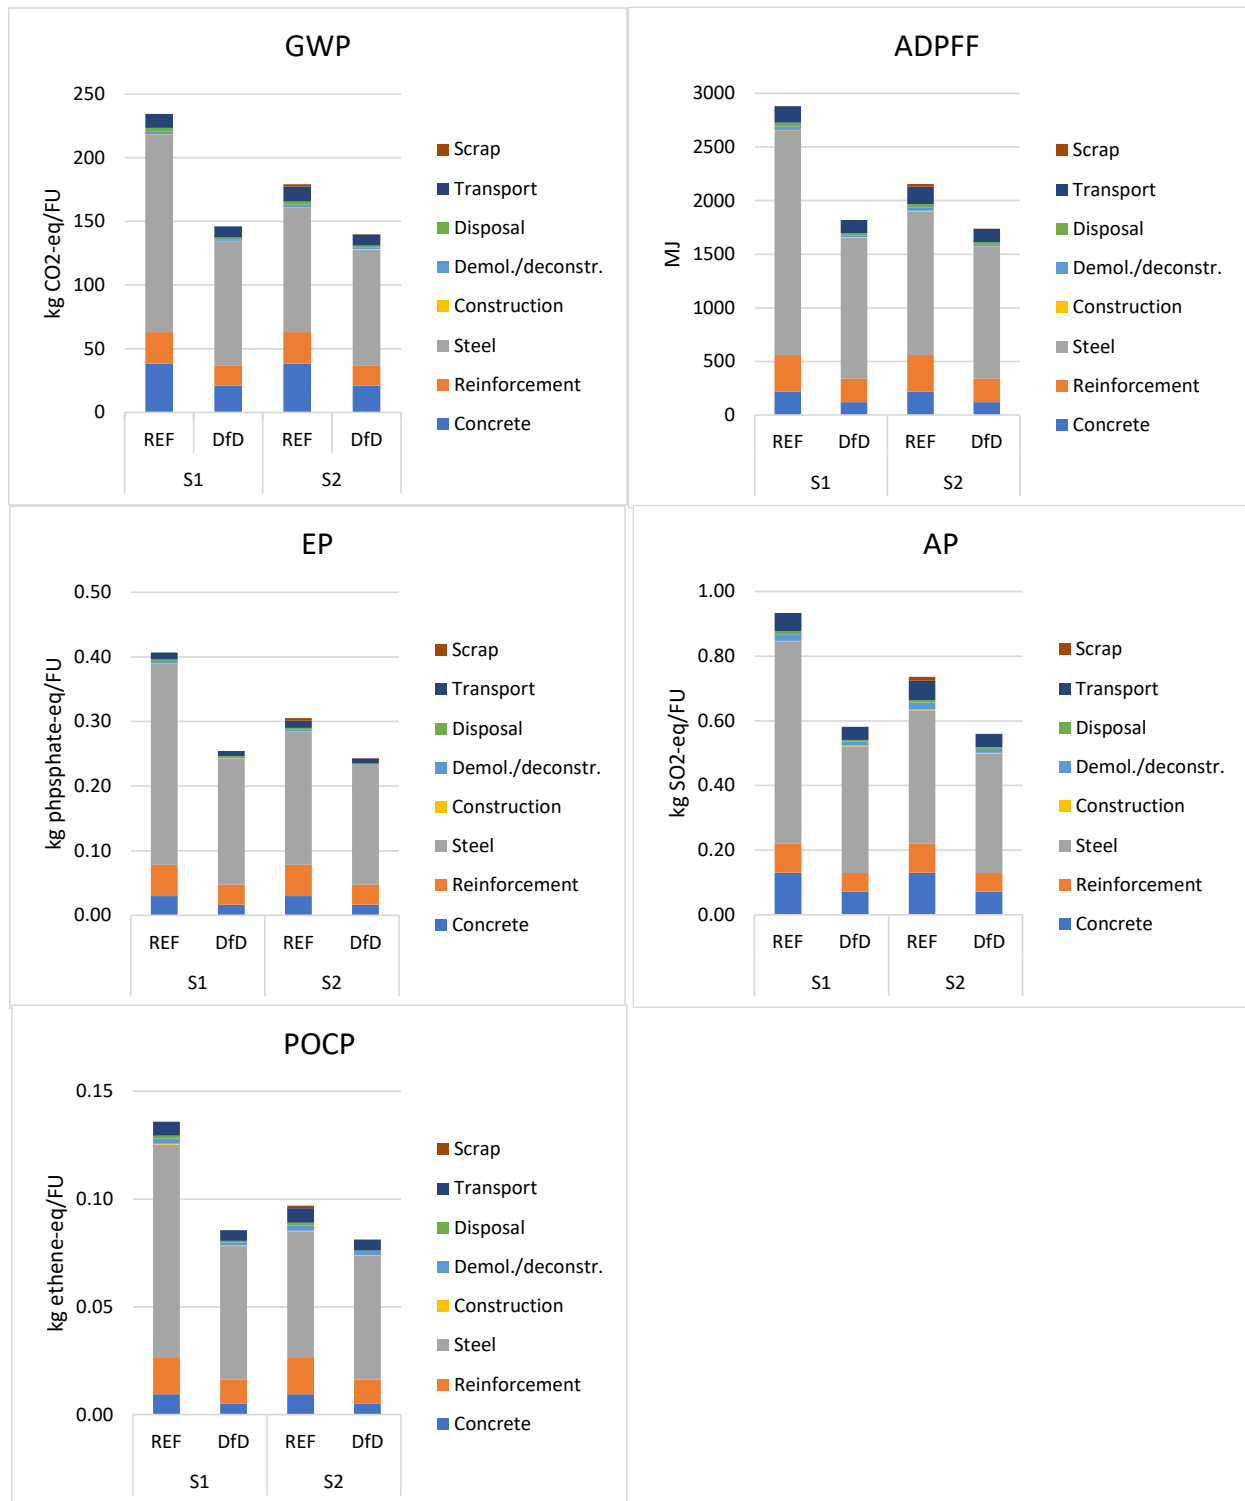 GWP
250
200
150
100
50
0
kg CO2-eq/FU
REF DfD REF DfD
S1 S2
Scrap
Transport
Disposal
Demol./deconstr.
Construction
Steel
Reinforcement
Concrete
ADPFF
3000
2500
2000
1500
1000
500
0
MJ
REF DfD REF DfD
S1 S2
Scrap
Transport
Disposal
Demol./deconstr.
Construction
Steel
Reinforcement
Concrete
EP
0.50
0.40
0.30
0.20
0.10
0.00
kg phpsphate-eq/FU
REF DfD REF DfD
S1 S2
Scrap
Transport
Disposal
Demol./deconstr.
Construction
Steel
Reinforcement
Concrete
AP
1.00
0.80
0.60
0.40
0.20
0.00
kg SO2-eq/FU
REF DfD REF DfD
S1 S2
Scrap
Transport
Disposal
Demol./deconstr.
Construction
Steel
Reinforcement
Concrete
POCP
0.15
0.10
0.05
0.00
kg ethene-eq/FU
REF DfD REF DfD
S1 S2
Scrap
Transport
Disposal
Demol./deconstr.
Construction
Steel
Reinforcement
Concrete